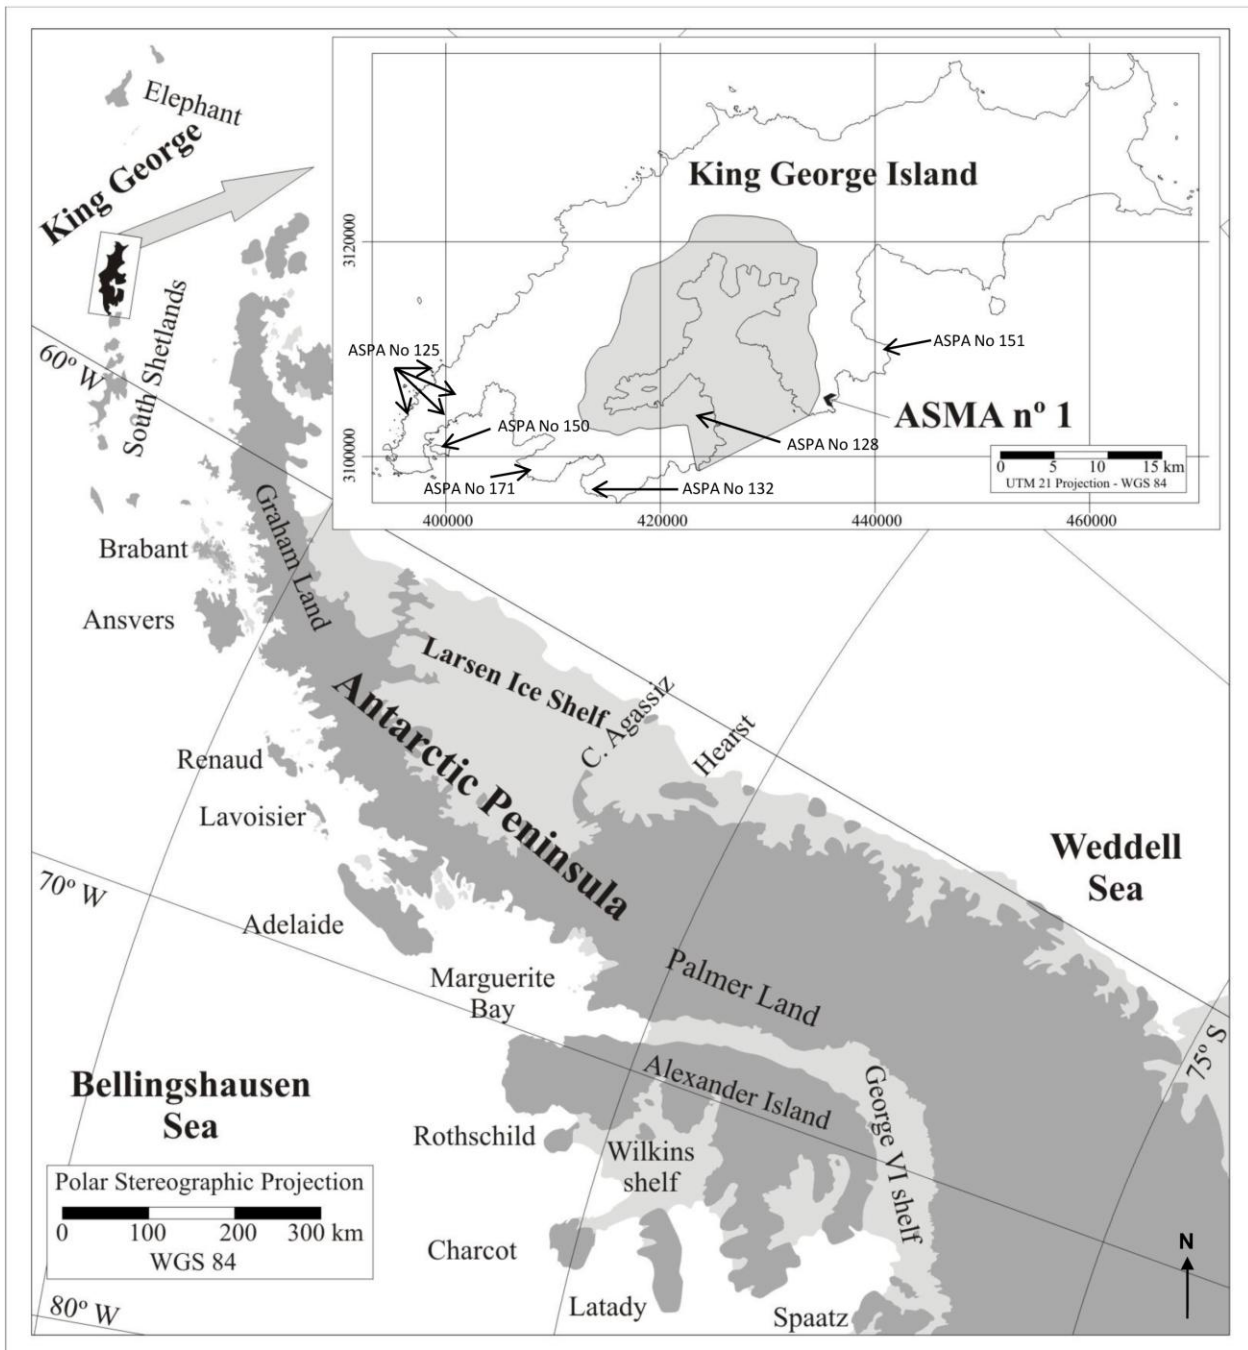 Elephant
King George
South Shetlands
60º W
King George Island
3120000
3100000
ASPA No 125
ASPA No 150
ASPA No 171
ASPA No 132
ASPA No 128
ASPA No 151
ASMA nº 1
0 5 10 15 km
UTM 21 Projection - WGS 84
400000 420000 440000 460000
Graham Land
Brabant
Ansvers
Larsen Ice Shelf
C. Agassiz
Hearst
Antarctic Peninsula
Renaud
Lavoisier
Weddell
Sea
70º W
Adelaide
Marguerite
Bay
Palmer Land
75º S
Bellingshausen
Sea
Alexander Island
George VI shelf
Rothschild
Wilkins
shelf
Polar Stereographic Projection
0 100 200 300 km
WGS 84
Charcot
Latady
Spaatz
N
80º W